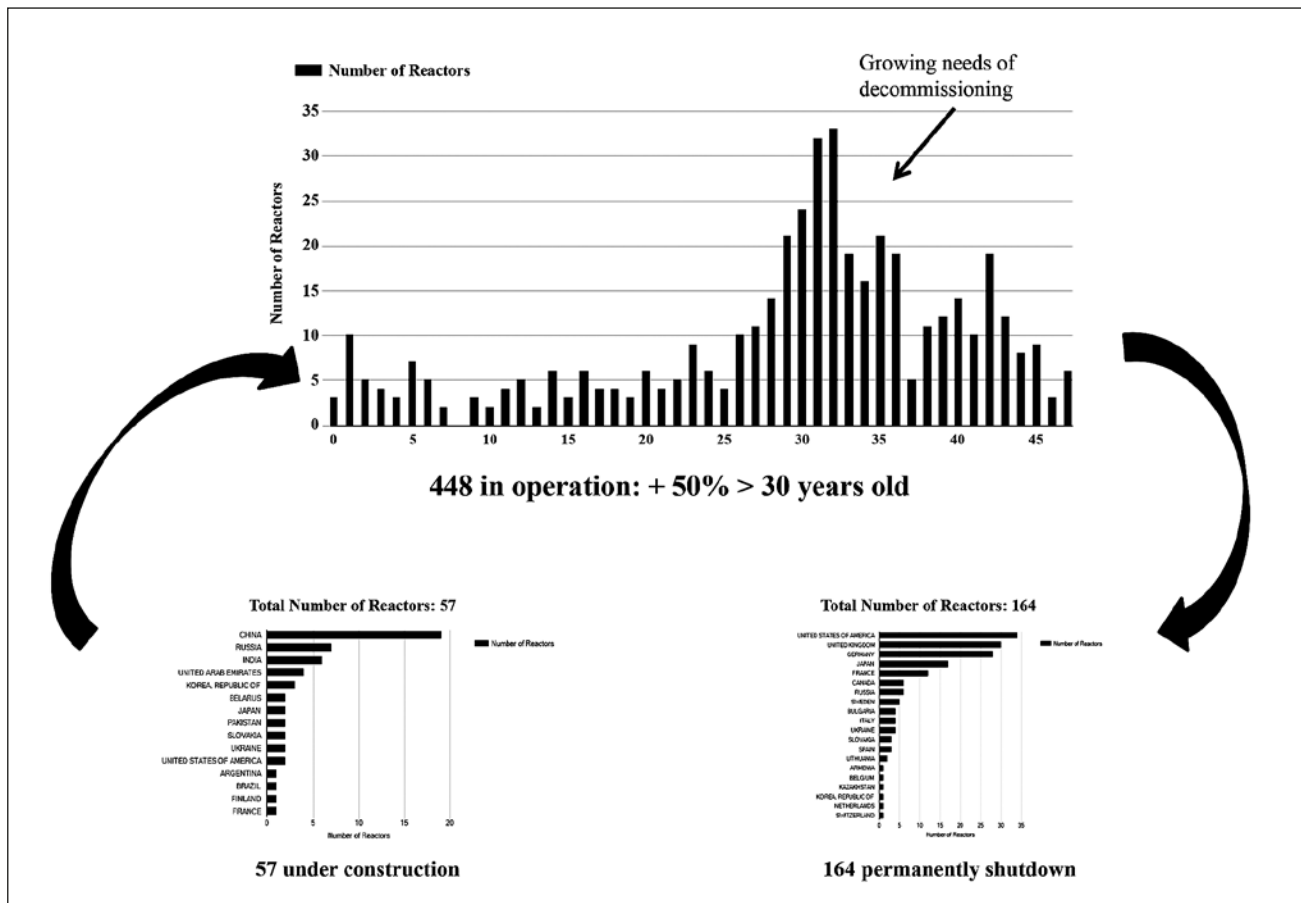 Number of Reactors
Growing needs of
decommissioning
Number of Reactors
35
30
25
20
15
10
5
0
0 5 10 15 20 25 30 35 40 45
448 in operation: + 50% > 30 years old
Total Number of Reactors: 57
Number of Reactors
CHINA
RUSSIA
INDIA
UNITED ARAB EMIRATES
KOREA, REPUBLIC OF
BELARUS
JAPAN
PAKISTAN
SLOVAKIA
UKRAINE
UNITED STATES OF AMERICA
ARGENTINA
BRAZIL
FINLAND
FRANCE
0 5 10 15 20
Number of Reactors
57 under construction
Total Number of Reactors: 164
Number of Reactors
UNITED STATES OF AMERICA
UNITED KINGDOM
GERMANY
JAPAN
FRANCE
CANADA
RUSSIA
SWEDEN
BULGARIA
ITALY
UKRAINE
SLOVAKIA
SPAIN
LITHUANIA
ARMENIA
BELGIUM
KAZAKHSTAN
KOREA, REPUBLIC OF
NETHERLANDS
SWITZERLAND
0 5 10 15 20 25 30 35
Number of Reactors
164 permanently shutdown